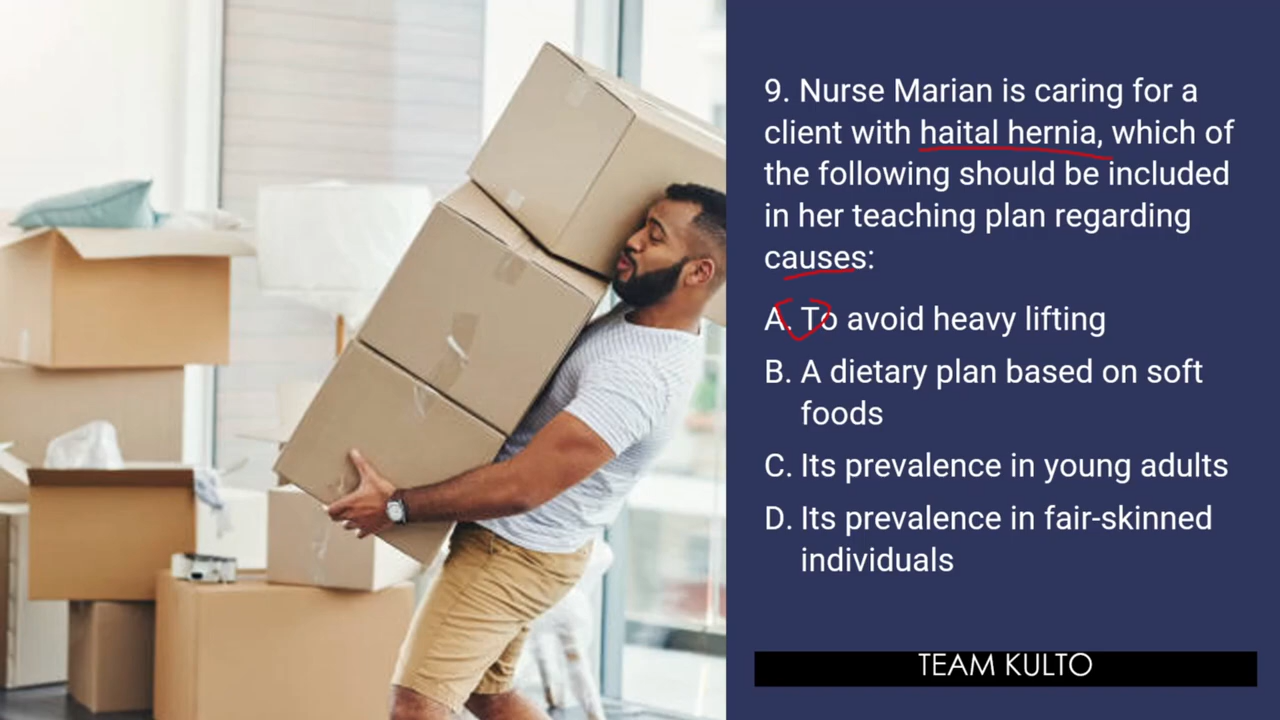 9. Nurse Marian is caring for a
client with haital hernia, which of
the following should be included
in her teaching plan regarding
causes:
A. To avoid heavy lifting
B. A dietary plan based on soft
foods
C. Its prevalence in young adults
D. Its prevalence in fair-skinned
individuals
TEAM KULTO